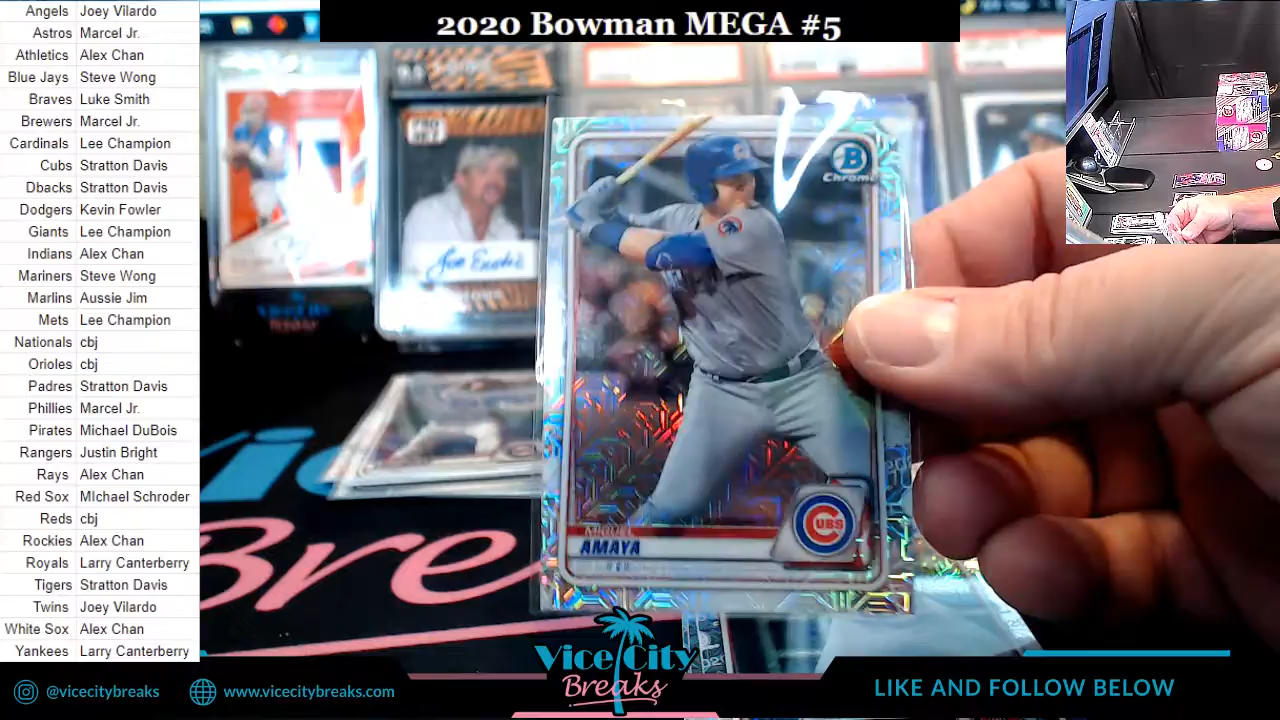 2020 Bowman MEGA #5
Angels Joey Vilardo
Astros Marcel Jr.
Athletics Alex Chan
Blue Jays Steve Wong
Braves Luke Smith
Brewers Marcel Jr.
Cardinals Lee Champion
Cubs Stratton Davis
Dbacks Stratton Davis
Dodgers Kevin Fowler
Giants Lee Champion
Indians Alex Chan
Mariners Steve Wong
Marlins Aussie Jim
Mets Lee Champion
Nationals cbj
Orioles cbj
Padres Stratton Davis
Phillies Marcel Jr.
Pirates Michael DuBois
Rangers Justin Bright
Rays Alex Chan
Red Sox MIchael Schroder
Reds cbj
Rockies Alex Chan
Royals Larry Canterberry
Tigers Stratton Davis
Twins Joey Vilardo
White Sox Alex Chan
Yankees Larry Canterberry
B
Chrome
CUBS
MIGUEL
AMAYA
Joe Exotic
Bre
Vice City
Breaks
@vicecitybreaks
www.vicecitybreaks.com
LIKE AND FOLLOW BELOW